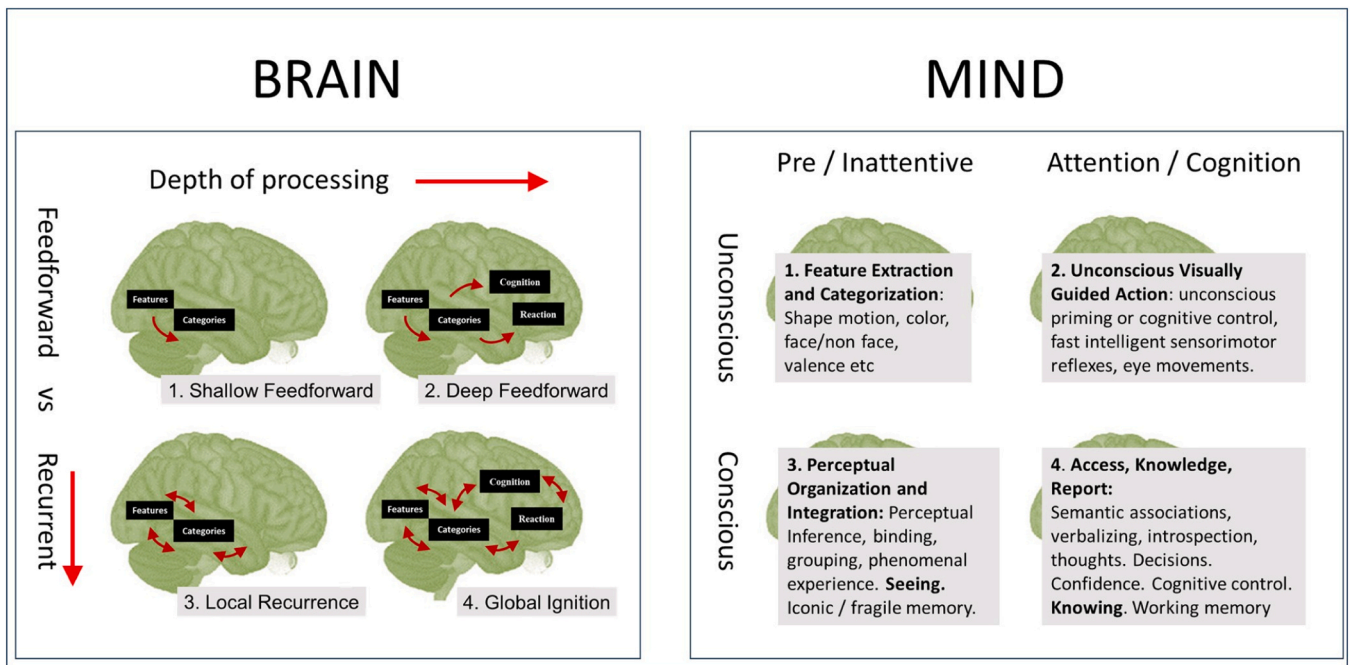 BRAIN
MIND
Depth of processing
Feedforward vs Recurrent
Features
Categories
1. Shallow Feedforward
Cognition
Features
Reaction
Categories
2. Deep Feedforward
Features
Categories
3. Local Recurrence
Cognition
Features
Reaction
Categories
4. Global Ignition
Pre / Inattentive
Attention / Cognition
Unconscious
1. Feature Extraction
and Categorization:
Shape motion, color,
face/non face,
valence etc
2. Unconscious Visually
Guided Action: unconscious
priming or cognitive control,
fast intelligent sensorimotor
reflexes, eye movements.
Conscious
3. Perceptual
Organization and
Integration: Perceptual
Inference, binding,
grouping, phenomenal
experience. Seeing.
Iconic / fragile memory.
4. Access, Knowledge,
Report:
Semantic associations,
verbalizing, introspection,
thoughts. Decisions.
Confidence. Cognitive control.
Knowing. Working memory